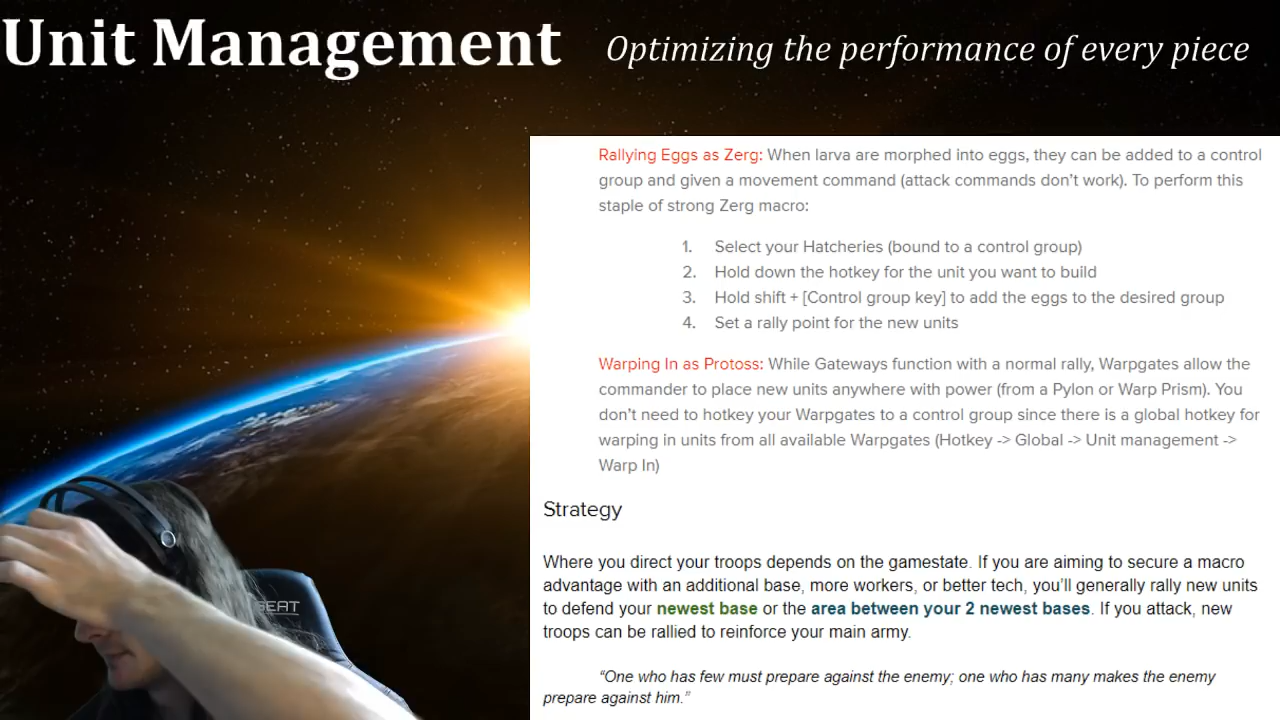 Unit Management
Optimizing the performance of every piece
Rallying Eggs as Zerg: When larva are morphed into eggs, they can be added to a control
group and given a movement command (attack commands don't work). To perform this
staple of strong Zerg macro:
1. Select your Hatcheries (bound to a control group)
2. Hold down the hotkey for the unit you want to build
3. Hold shift + [Control group key] to add the eggs to the desired group
4. Set a rally point for the new units
Warping In as Protoss: While Gateways function with a normal rally, Warpgates allow the
commander to place new units anywhere with power (from a Pylon or Warp Prism). You
don't need to hotkey your Warpgates to a control group since there is a global hotkey for
warping in units from all available Warpgates (Hotkey -> Global -> Unit management ->
Warp In)
Strategy
Where you direct your troops depends on the gamestate. If you are aiming to secure a macro
advantage with an additional base, more workers, or better tech, you'll generally rally new units
to defend your newest base or the area between your 2 newest bases. If you attack, new
troops can be rallied to reinforce your main army.
“One who has few must prepare against the enemy; one who has many makes the enemy
prepare against him.”